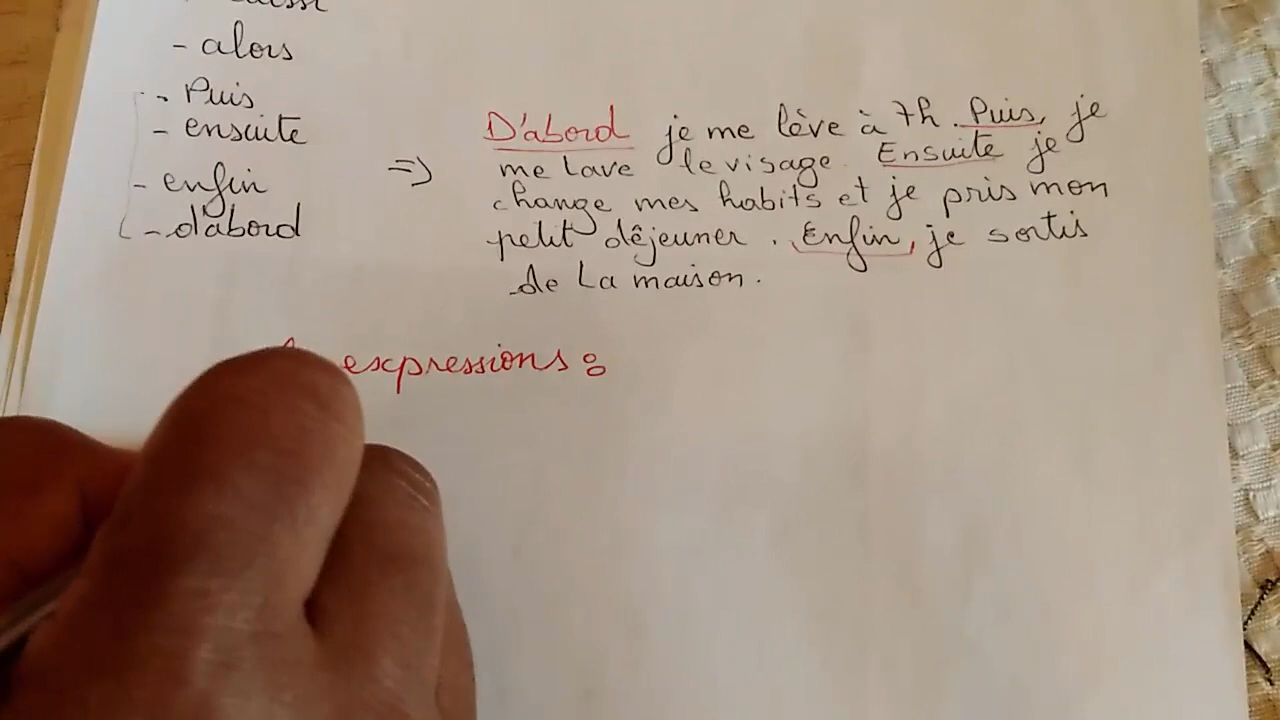 - alors
- Puis
- ensuite
- enfin
- d'abord
=> D'abord je me lève à 7h. Puis, je
me lave le visage. Ensuite je
change mes habits et je pris mon
petit déjeuner. Enfin, je sortis
de la maison.
expressions :